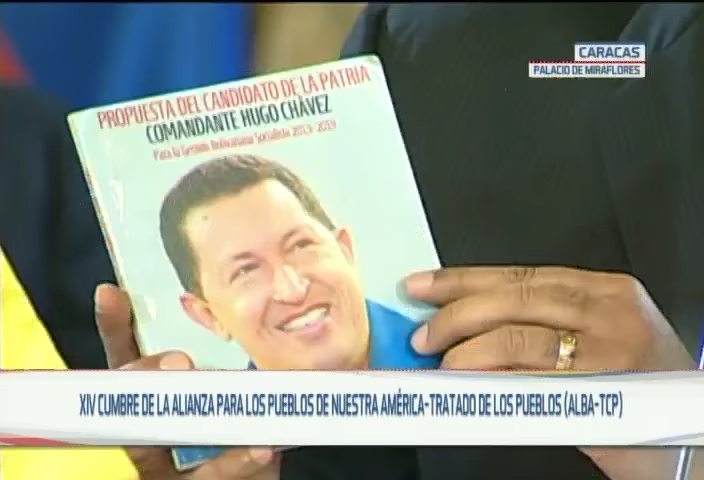 CARACAS
PALACIO DE MIRAFLORES
PROPUESTA DEL CANDIDATO DE LA PATRIA
COMANDANTE HUGO CHÁVEZ
Para la Gestión Bolivariana Socialista 2013-2019
XIV CUMBRE DE LA ALIANZA PARA LOS PUEBLOS DE NUESTRA AMÉRICA-TRATADO DE LOS PUEBLOS (ALBA-TCP)